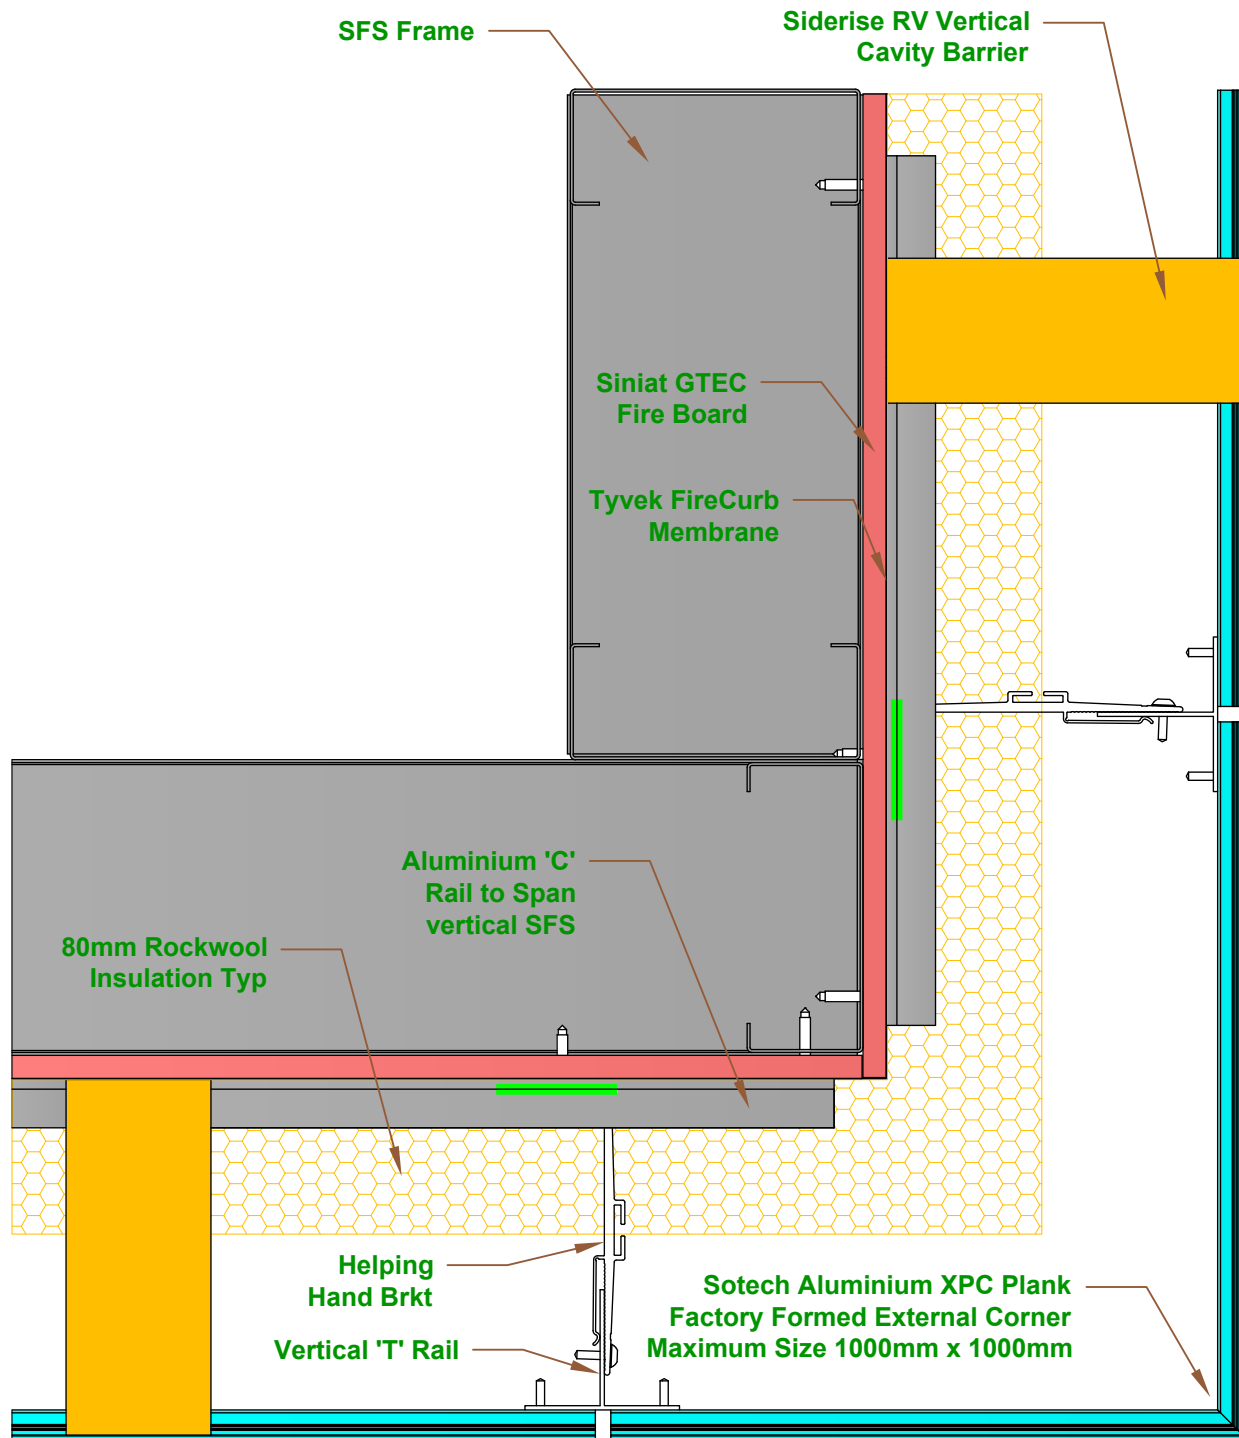 SFS Frame
Siderise RV Vertical
Cavity Barrier
Siniat GTEC
Fire Board
Tyvek FireCurb
Membrane
Aluminium 'C'
Rail to Span
vertical SFS
80mm Rockwool
Insulation Typ
Helping
Hand Brkt
Vertical 'T' Rail
Sotech Aluminium XPC Plank
Factory Formed External Corner
Maximum Size 1000mm x 1000mm